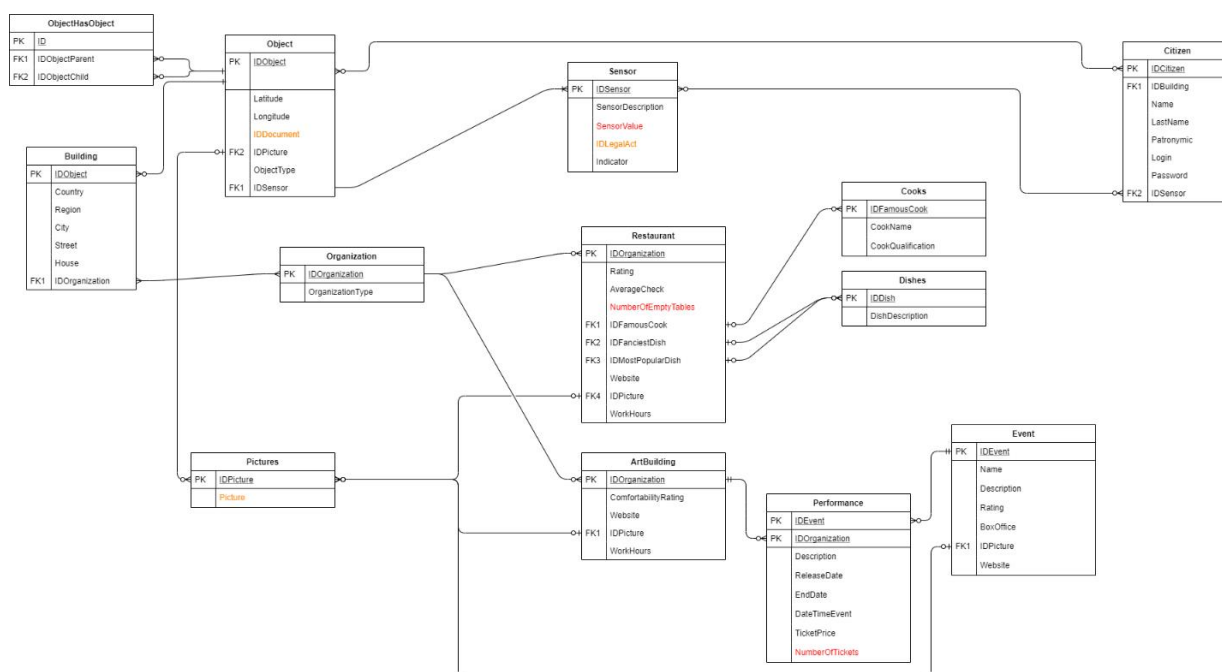 ObjectHasObject
PK ID
FK1 IDObjectParent
FK2 IDObjectChild
Object
PK IDObject
Latitude
Longitude
IDDocument
FK2 IDPicture
ObjectType
FK1 IDSensor
Sensor
PK IDSensor
SensorDescription
SensorValue
IDLegalAct
Indicator
Citizen
PK IDCitizen
FK1 IDBuilding
Name
LastName
Patronymic
Login
Password
FK2 IDSensor
Building
PK IDObject
Country
Region
City
Street
House
FK1 IDOrganization
Organization
PK IDOrganization
OrganizationType
Restaurant
PK IDOrganization
Rating
AverageCheck
NumberOfEmptyTables
FK1 IDFamousCook
FK2 IDFanciestDish
FK3 IDMostPopularDish
Website
FK4 IDPicture
WorkHours
Cooks
PK IDFamousCook
CookName
CookQualification
Dishes
PK IDDish
DishDescription
Pictures
PK IDPicture
Picture
ArtBuilding
PK IDOrganization
ComfortabilityRating
Website
FK1 IDPicture
WorkHours
Performance
PK IDEvent
PK IDOrganization
Description
ReleaseDate
EndDate
DateTimeEvent
TicketPrice
NumberOfTickets
Event
PK IDEvent
Name
Description
Rating
BoxOffice
FK1 IDPicture
Website